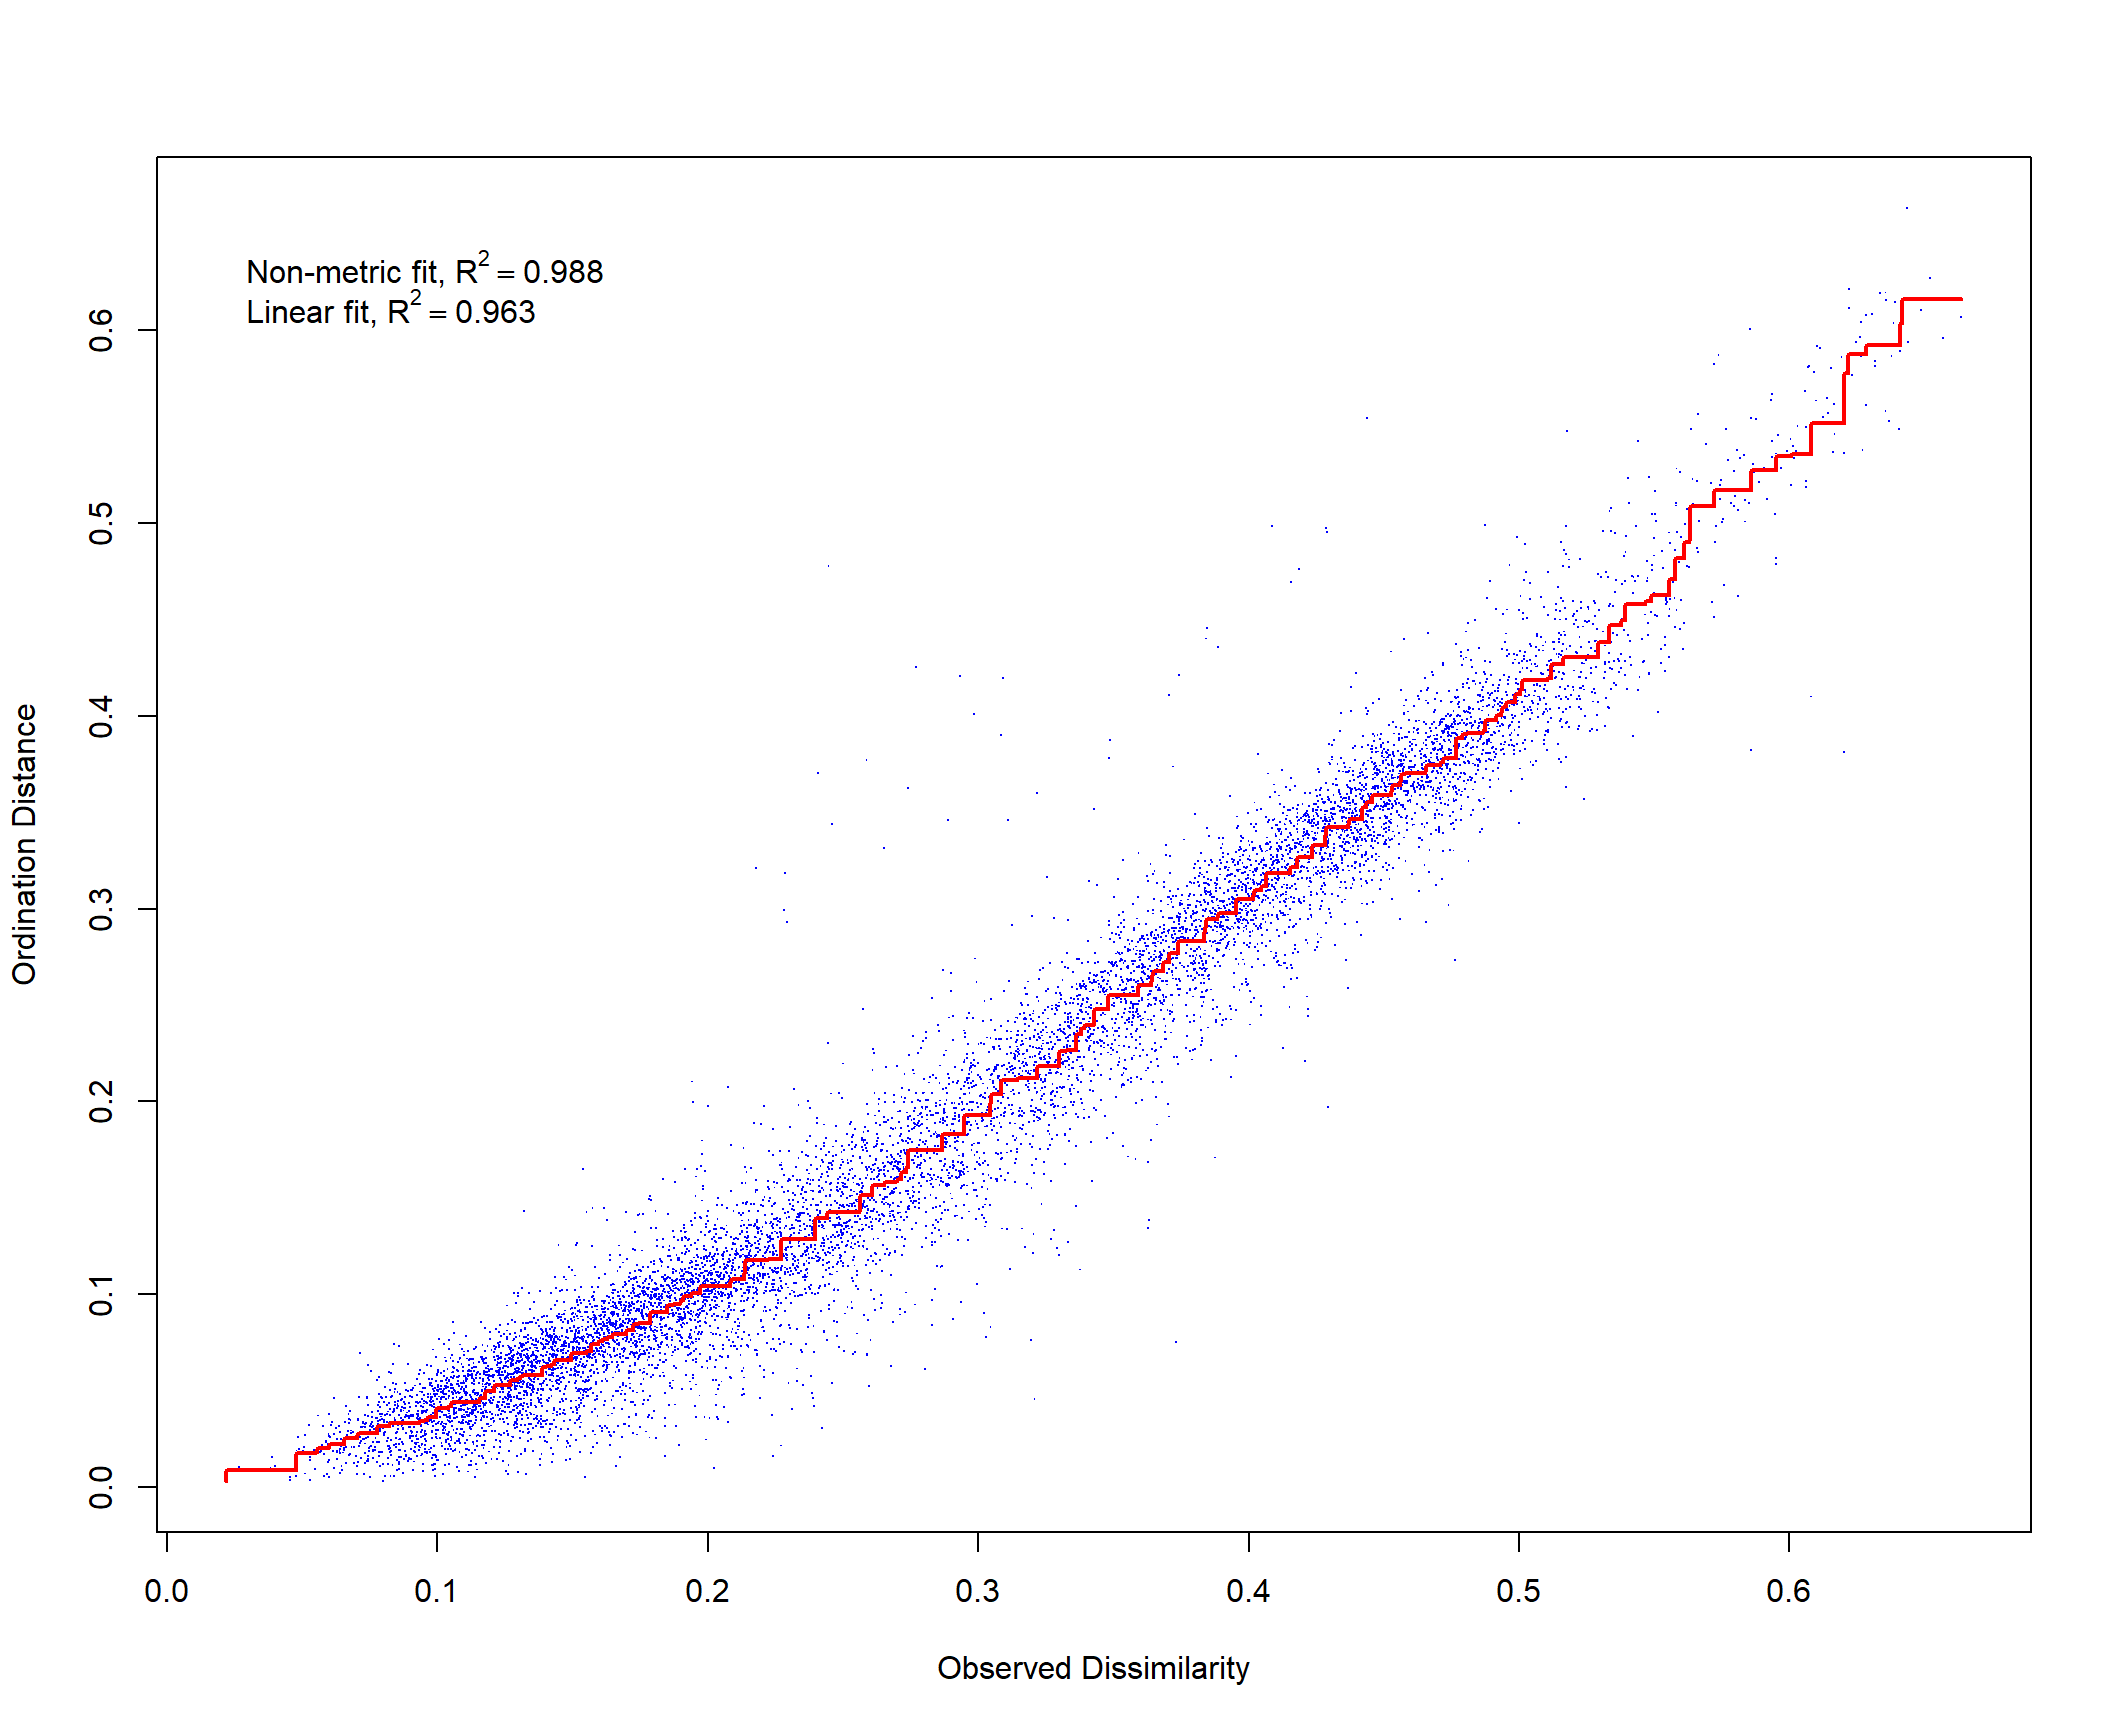 Non-metric fit, R² = 0.988
Linear fit, R² = 0.963
Ordination Distance
0.6
0.5
0.4
0.3
0.2
0.1
0.0
0.0 0.1 0.2 0.3 0.4 0.5 0.6
Observed Dissimilarity